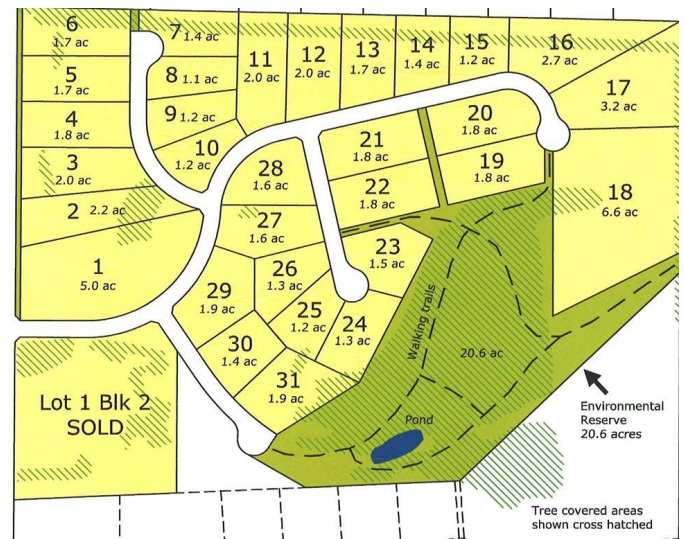 6
1.7 ac
7 1.4 ac
5
1.7 ac
8 1.1 ac
4
1.8 ac
9 1.2 ac
3
2.0 ac
10
1.2 ac
2 2.2 ac
1
5.0 ac
11
2.0 ac
12
2.0 ac
13
1.7 ac
14
1.4 ac
15
1.2 ac
16
2.7 ac
17
3.2 ac
18
6.6 ac
20
1.8 ac
19
1.8 ac
21
1.8 ac
22
1.8 ac
28
1.6 ac
27
1.6 ac
23
1.5 ac
26
1.3 ac
25
1.2 ac
24
1.3 ac
29
1.9 ac
30
1.4 ac
31
1.9 ac
Walking trails
20.6 ac
Pond
Lot 1 Blk 2
SOLD
Environmental
Reserve
20.6 acres
Tree covered areas
shown cross hatched